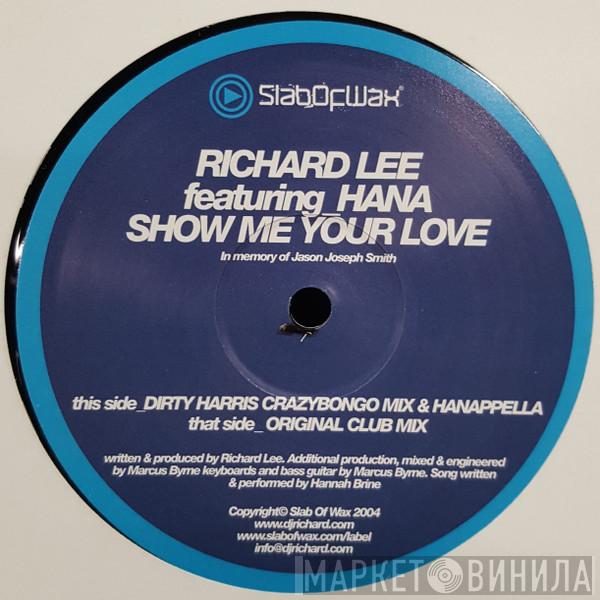 SlabOfWax®
RICHARD LEE
featuring_HANA
SHOW ME YOUR LOVE
In memory of Jason Joseph Smith
this side_DIRTY HARRIS CRAZYBONGO MIX & HANAPPELLA
that side_ORIGINAL CLUB MIX
written & produced by Richard Lee. Additional production, mixed & engineered
by Marcus Byrne keyboards and bass guitar by Marcus Byrne. Song written
& performed by Hannah Brine
Copyright© Slab Of Wax 2004
www.djrichard.com
www.slabofwax.com/label
info@djrichard.com
МАРКЕТ ВИНИЛА